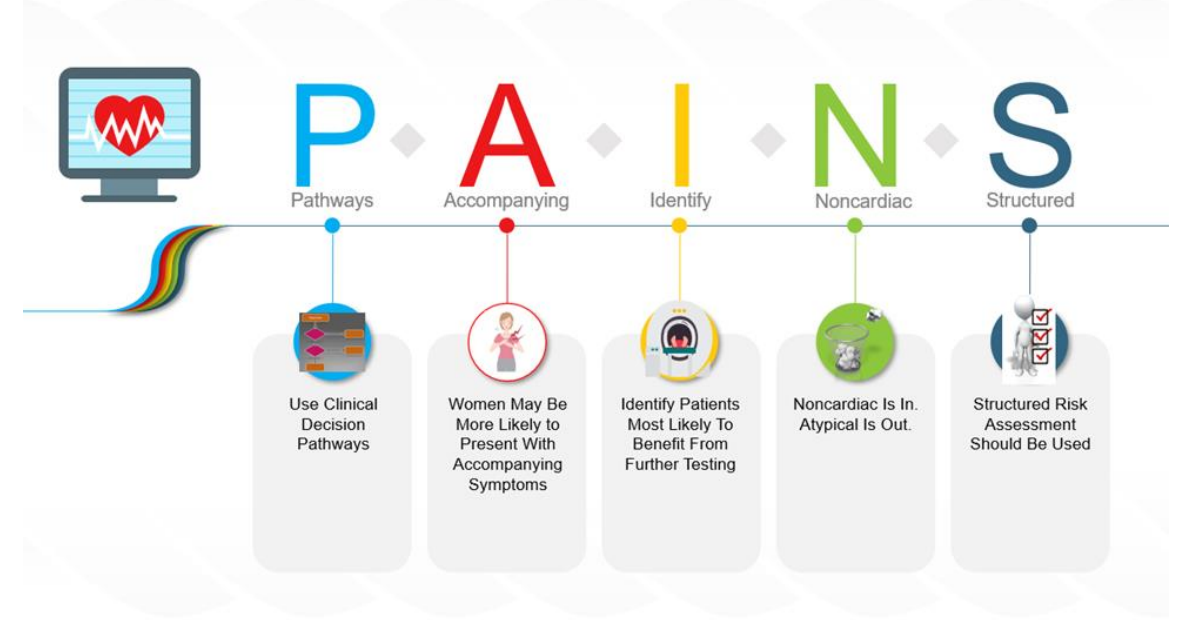 P A I N S
Pathways Accompanying Identify Noncardiac Structured
Use Clinical
Decision
Pathways
Women May Be
More Likely to
Present With
Accompanying
Symptoms
Identify Patients
Most Likely To
Benefit From
Further Testing
Noncardiac Is In.
Atypical Is Out.
Structured Risk
Assessment
Should Be Used